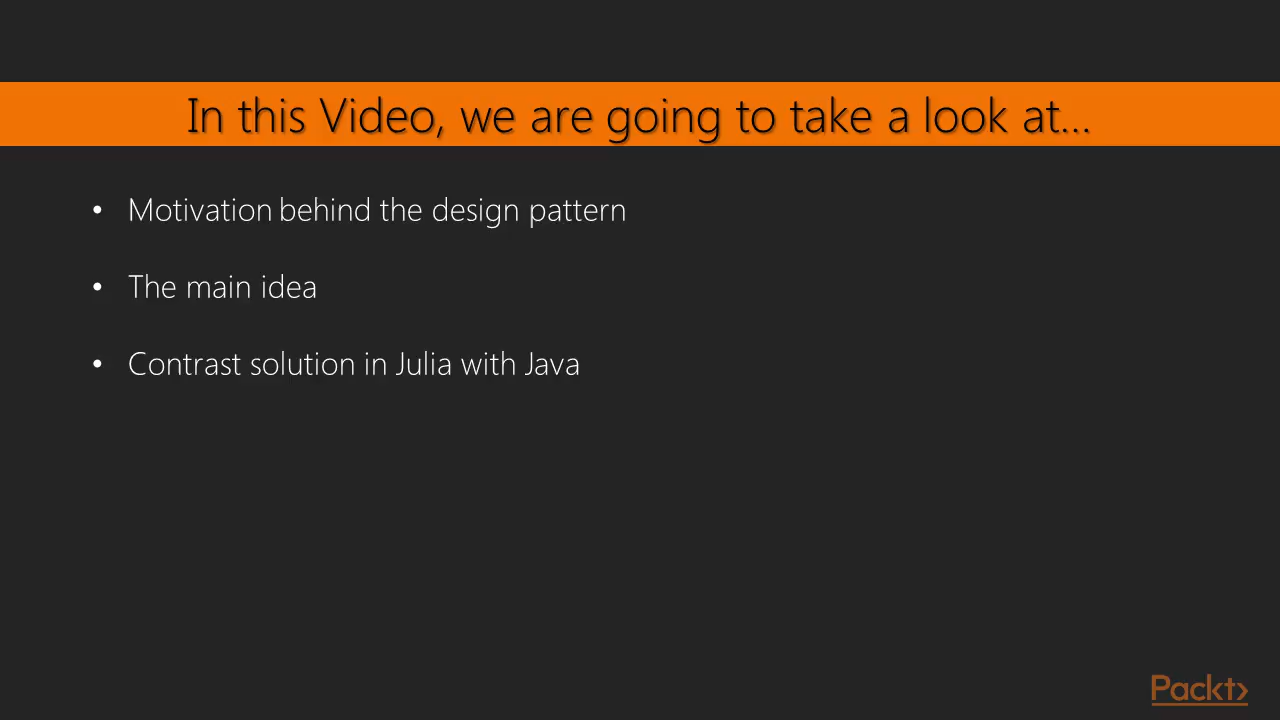 In this Video, we are going to take a look at...
• Motivation behind the design pattern
• The main idea
• Contrast solution in Julia with Java
Packt>